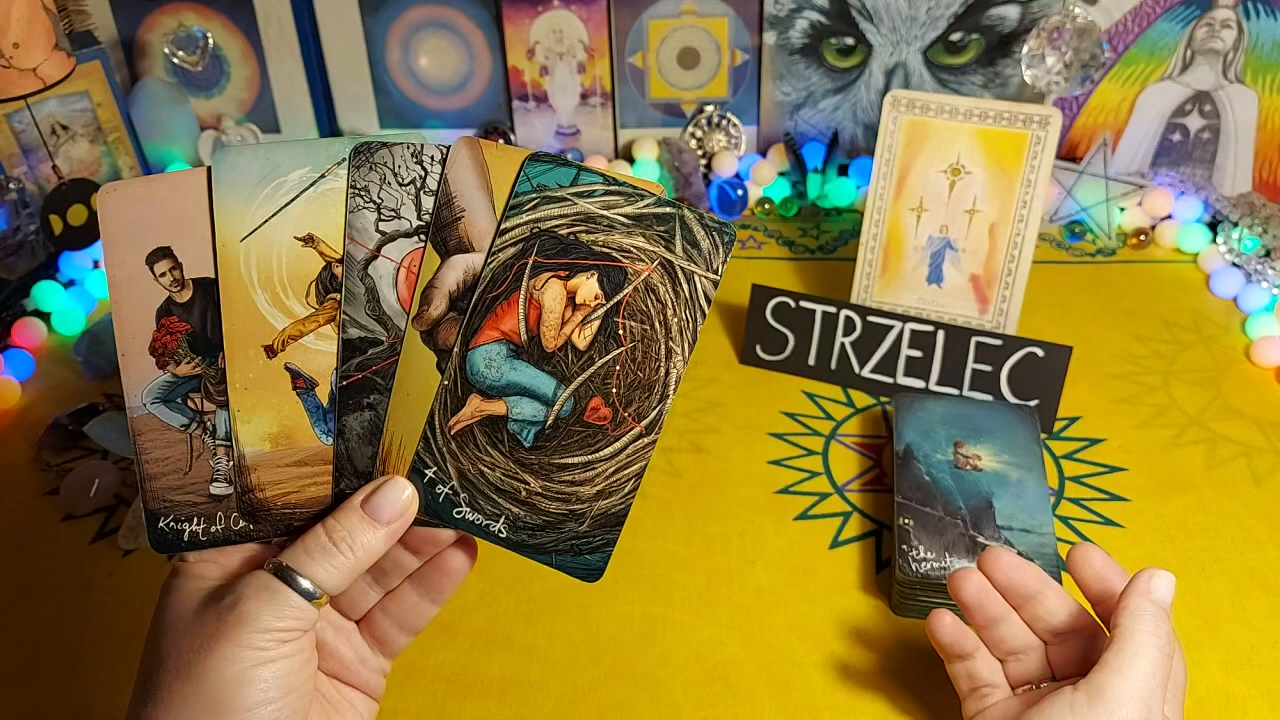 Knight of Cu
4 of Swords
STRZELEC
the
hermit